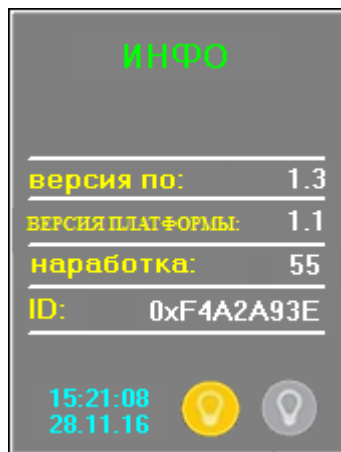 ИНФО
версия по: 1.3
ВЕРСИЯ ПЛАТФОРМЫ: 1.1
наработка: 55
ID: 0xF4A2A93E
15:21:08
28.11.16